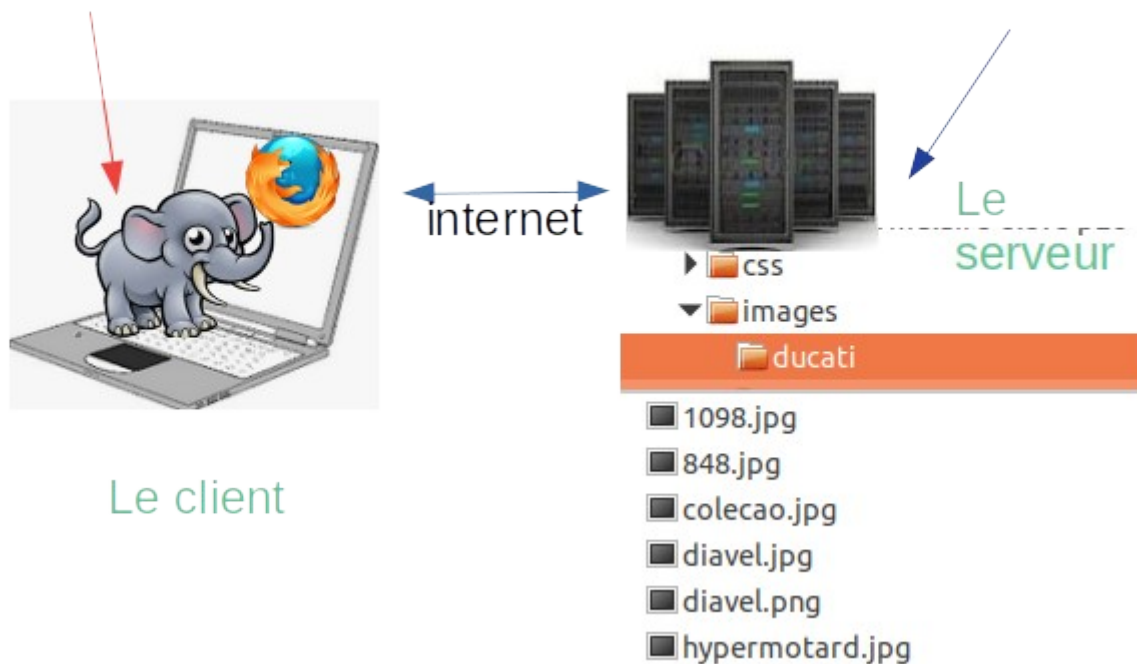 internet
Le
serveur
css
images
ducati
1098.jpg
848.jpg
colecao.jpg
diavel.jpg
diavel.png
hypermotard.jpg
Le client